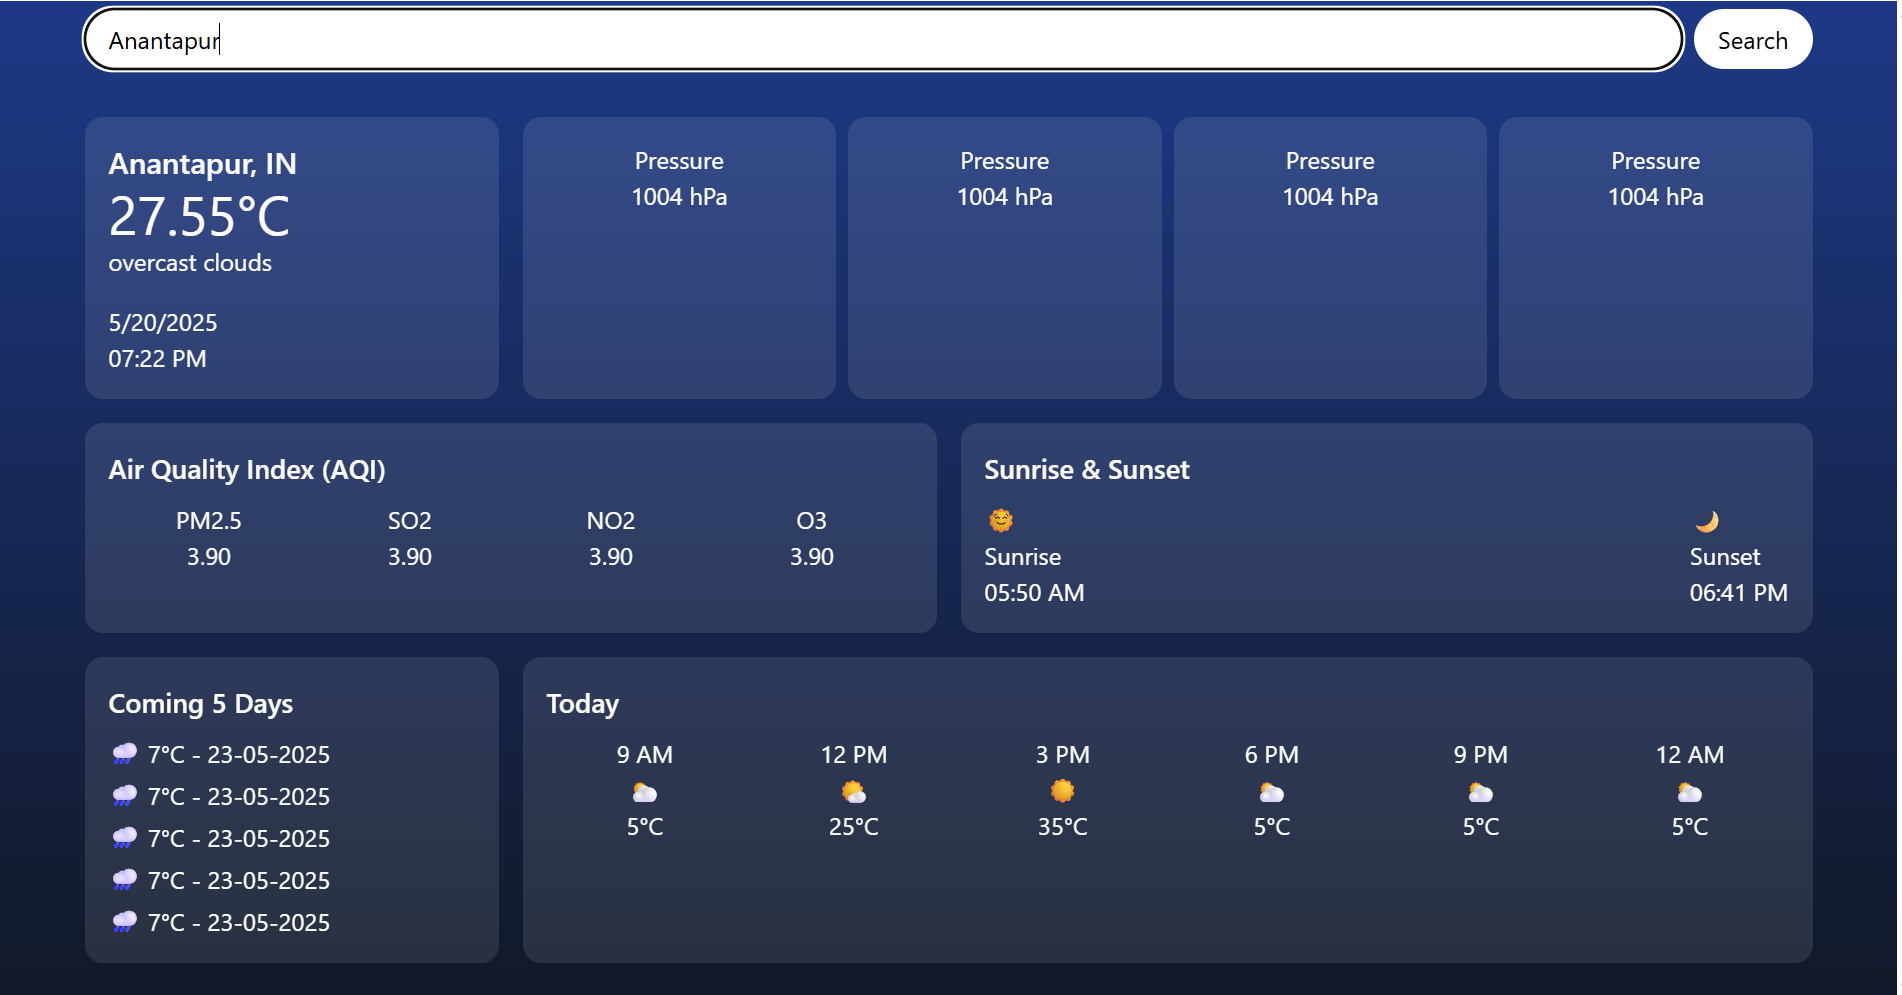 Anantapur
Search
Anantapur, IN
27.55°C
overcast clouds
5/20/2025
07:22 PM
Pressure
1004 hPa
Pressure
1004 hPa
Pressure
1004 hPa
Pressure
1004 hPa
Air Quality Index (AQI)
PM2.5 SO2 NO2 O3
3.90 3.90 3.90 3.90
Sunrise & Sunset
Sunrise
05:50 AM
Sunset
06:41 PM
Coming 5 Days
7°C - 23-05-2025
7°C - 23-05-2025
7°C - 23-05-2025
7°C - 23-05-2025
7°C - 23-05-2025
Today
9 AM 12 PM 3 PM 6 PM 9 PM 12 AM
5°C 25°C 35°C 5°C 5°C 5°C